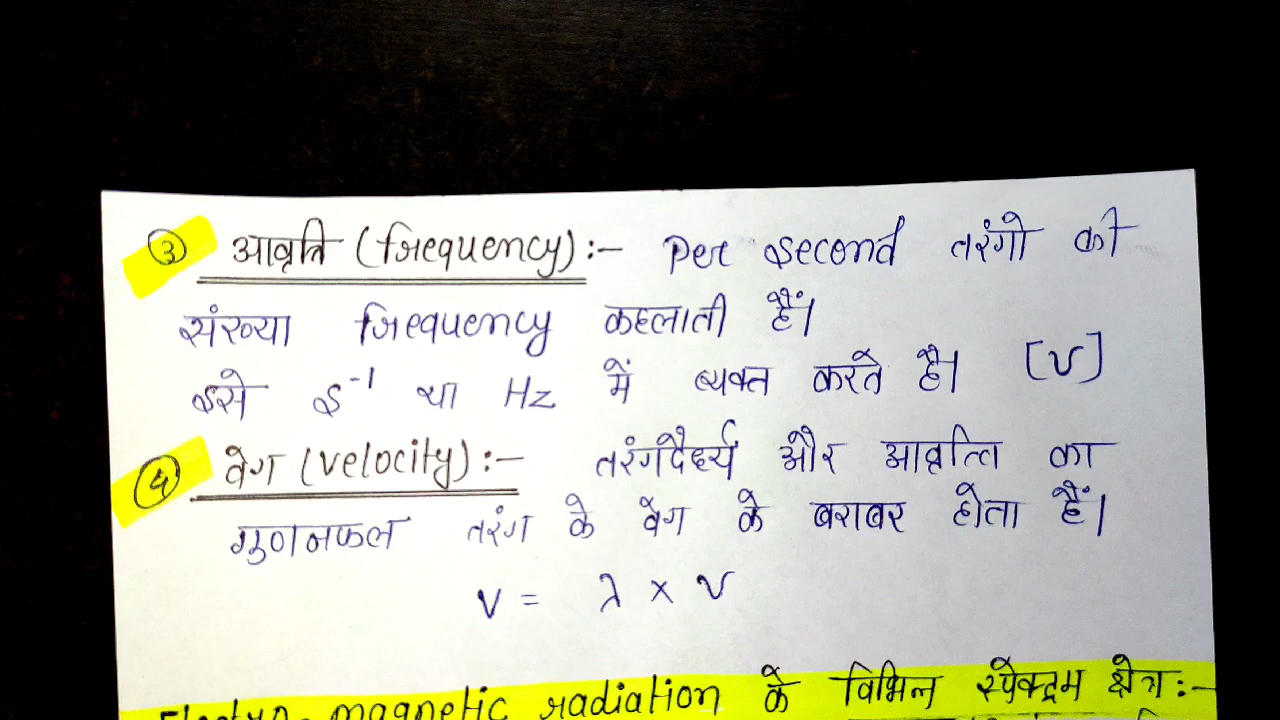 ③ आवृत्ति (frequency) :- Per second तरंगो की
संख्या frequency कहलाती हैं।
इसे s⁻¹ या Hz में व्यक्त करते है। [ν]
④ वेग (velocity) :- तरंगदैर्ध्य और आवृत्ति का
गुणनफल तरंग के वेग के बराबर होता हैं।
v = λ × ν
Electro-magnetic radiation के विभिन्न स्पेक्ट्रम क्षेत्र :-